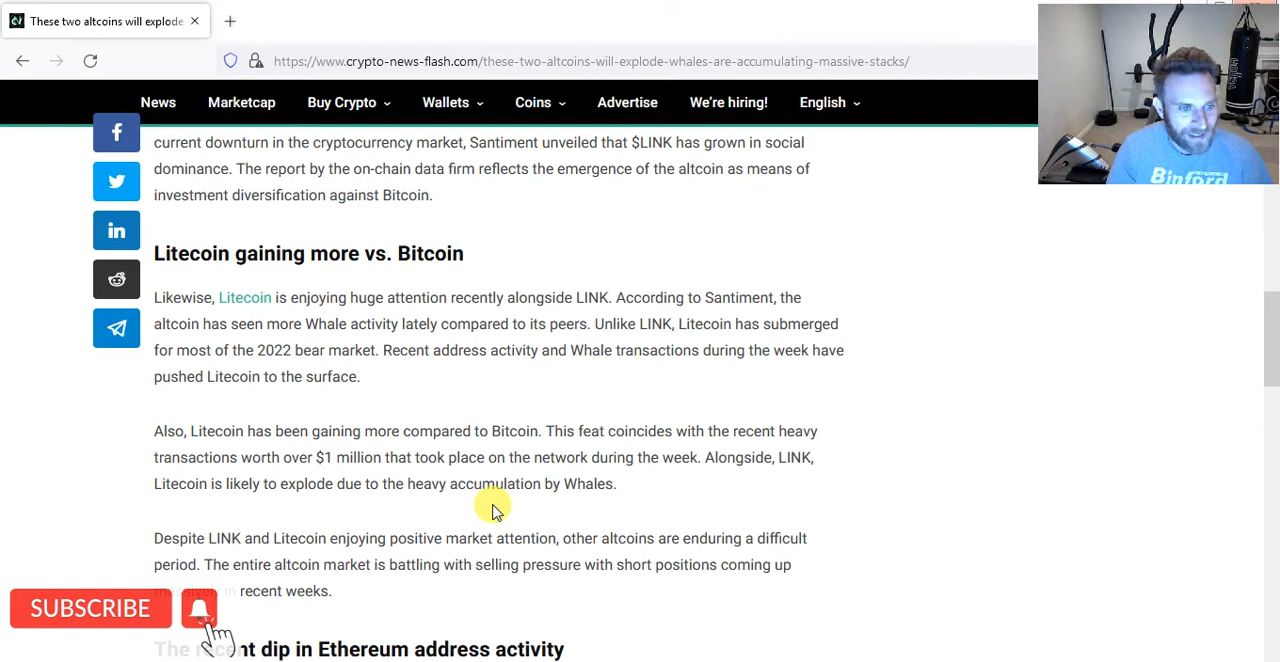 These two altcoins will explode
https://www.crypto-news-flash.com/these-two-altcoins-will-explode-whales-are-accumulating-massive-stacks/
News Marketcap Buy Crypto Wallets Coins Advertise We're hiring! English
current downturn in the cryptocurrency market, Santiment unveiled that $LINK has grown in social
dominance. The report by the on-chain data firm reflects the emergence of the altcoin as means of
investment diversification against Bitcoin.
Litecoin gaining more vs. Bitcoin
Likewise, Litecoin is enjoying huge attention recently alongside LINK. According to Santiment, the
altcoin has seen more Whale activity lately compared to its peers. Unlike LINK, Litecoin has submerged
for most of the 2022 bear market. Recent address activity and Whale transactions during the week have
pushed Litecoin to the surface.
Also, Litecoin has been gaining more compared to Bitcoin. This feat coincides with the recent heavy
transactions worth over $1 million that took place on the network during the week. Alongside, LINK,
Litecoin is likely to explode due to the heavy accumulation by Whales.
Despite LINK and Litecoin enjoying positive market attention, other altcoins are enduring a difficult
period. The entire altcoin market is battling with selling pressure with short positions coming up
massively in recent weeks.
SUBSCRIBE
The recent dip in Ethereum address activity
Binford